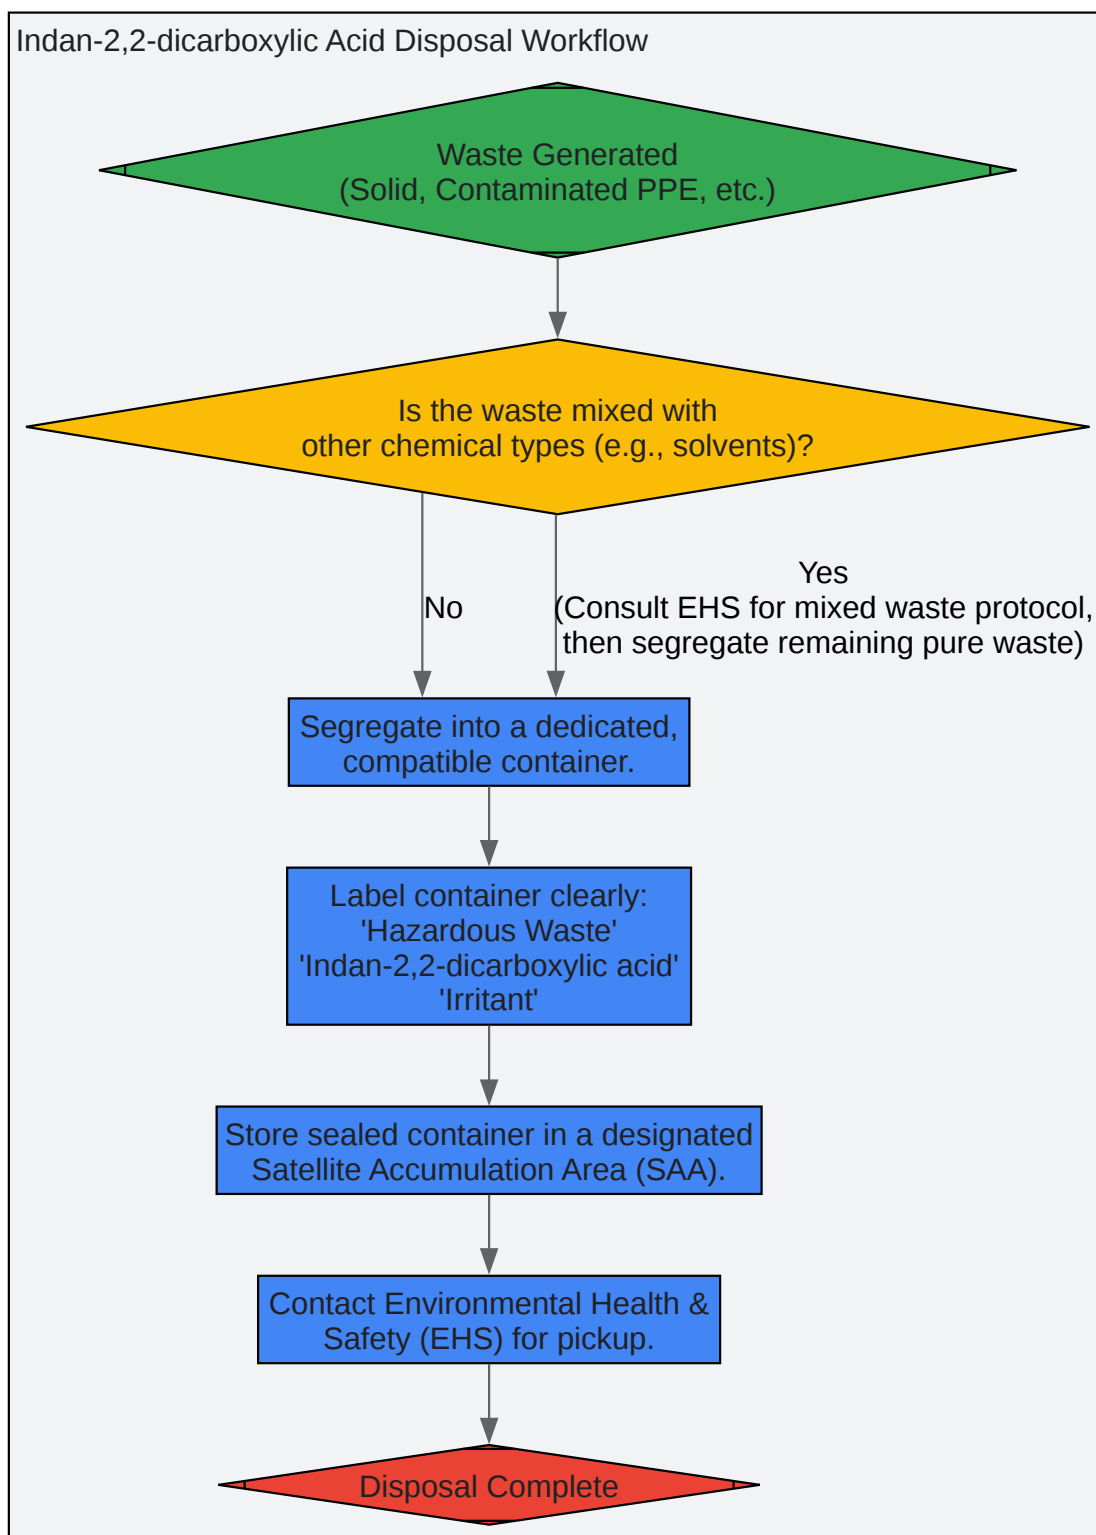 Indan-2,2-dicarboxylic Acid Disposal Workflow
Waste Generated
(Solid, Contaminated PPE, etc.)
Is the waste mixed with
other chemical types (e.g., solvents)?
No
Yes
(Consult EHS for mixed waste protocol,
then segregate remaining pure waste)
Segregate into a dedicated,
compatible container.
Label container clearly:
'Hazardous Waste'
'Indan-2,2-dicarboxylic acid'
'Irritant'
Store sealed container in a designated
Satellite Accumulation Area (SAA).
Contact Environmental Health &
Safety (EHS) for pickup.
Disposal Complete